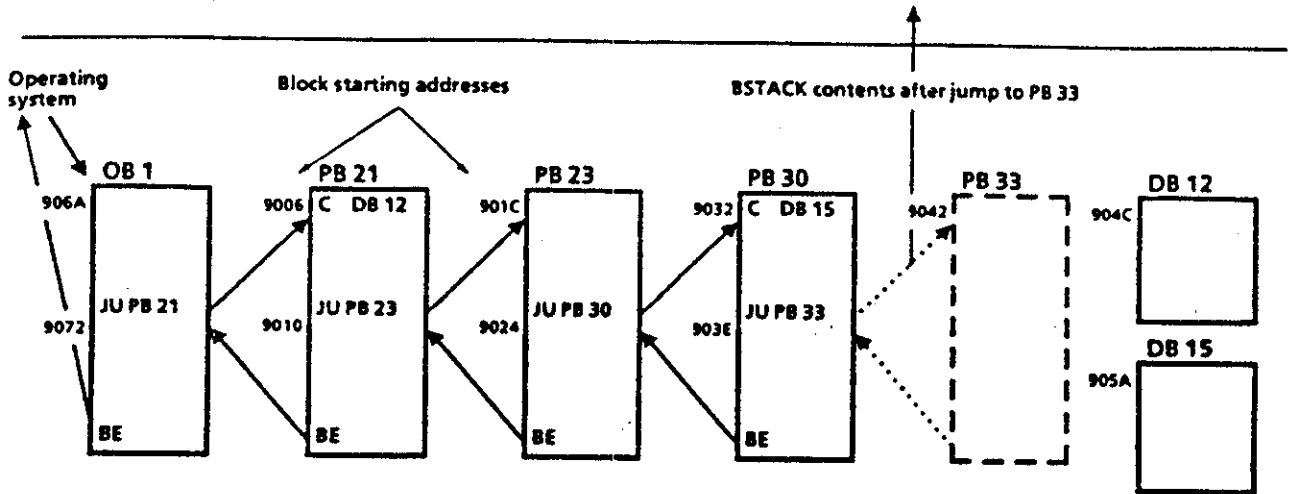 Operating
system
Block starting addresses
BSTACK contents after jump to PB 33
OB 1
PB 21
PB 23
PB 30
PB 33
DB 12
906A
9006
C DB 12
901C
9032
C DB 15
9042
904C
JU PB 21
JU PB 23
JU PB 30
JU PB 33
9072
9010
9024
903E
DB 15
905A
BE
BE
BE
BE